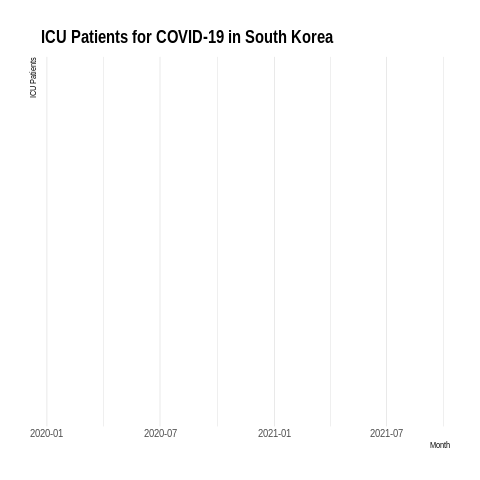 ICU Patients for COVID-19 in South Korea
ICU Patients
2020-01 2020-07 2021-01 2021-07
Month